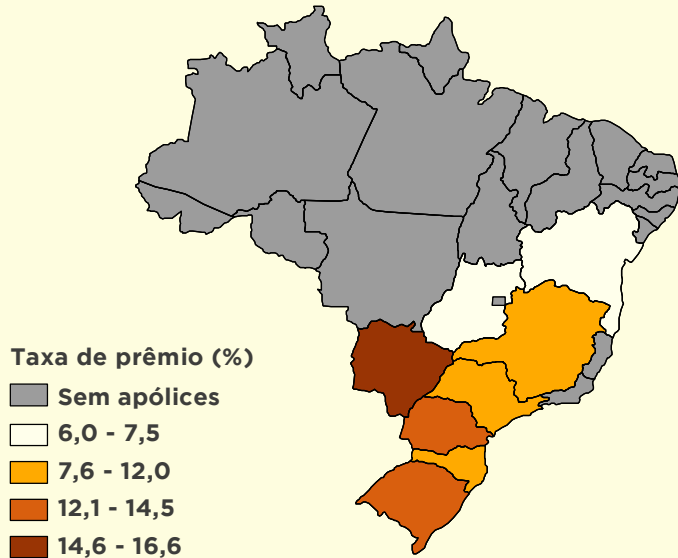 Taxa de prêmio (%)
Sem apólices
6,0 - 7,5
7,6 - 12,0
12,1 - 14,5
14,6 - 16,6